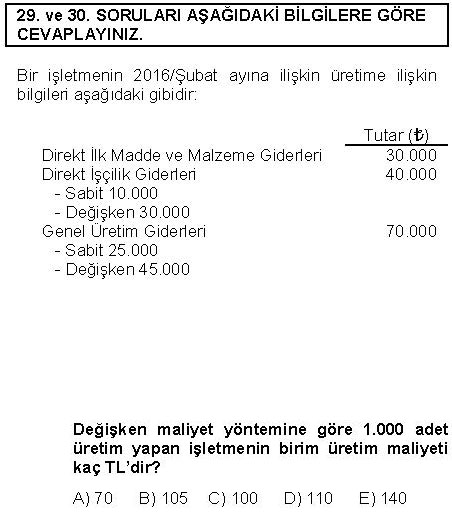 29. ve 30. SORULARI AŞAĞIDAKİ BİLGİLERE GÖRE
CEVAPLAYINIZ.
Bir işletmenin 2016/Şubat ayına ilişkin üretime ilişkin
bilgileri aşağıdaki gibidir:
Tutar (₺)
Direkt İlk Madde ve Malzeme Giderleri 30.000
Direkt İşçilik Giderleri 40.000
- Sabit 10.000
- Değişken 30.000
Genel Üretim Giderleri 70.000
- Sabit 25.000
- Değişken 45.000
Değişken maliyet yöntemine göre 1.000 adet
üretim yapan işletmenin birim üretim maliyeti
kaç TL'dir?
A) 70 B) 105 C) 100 D) 110 E) 140